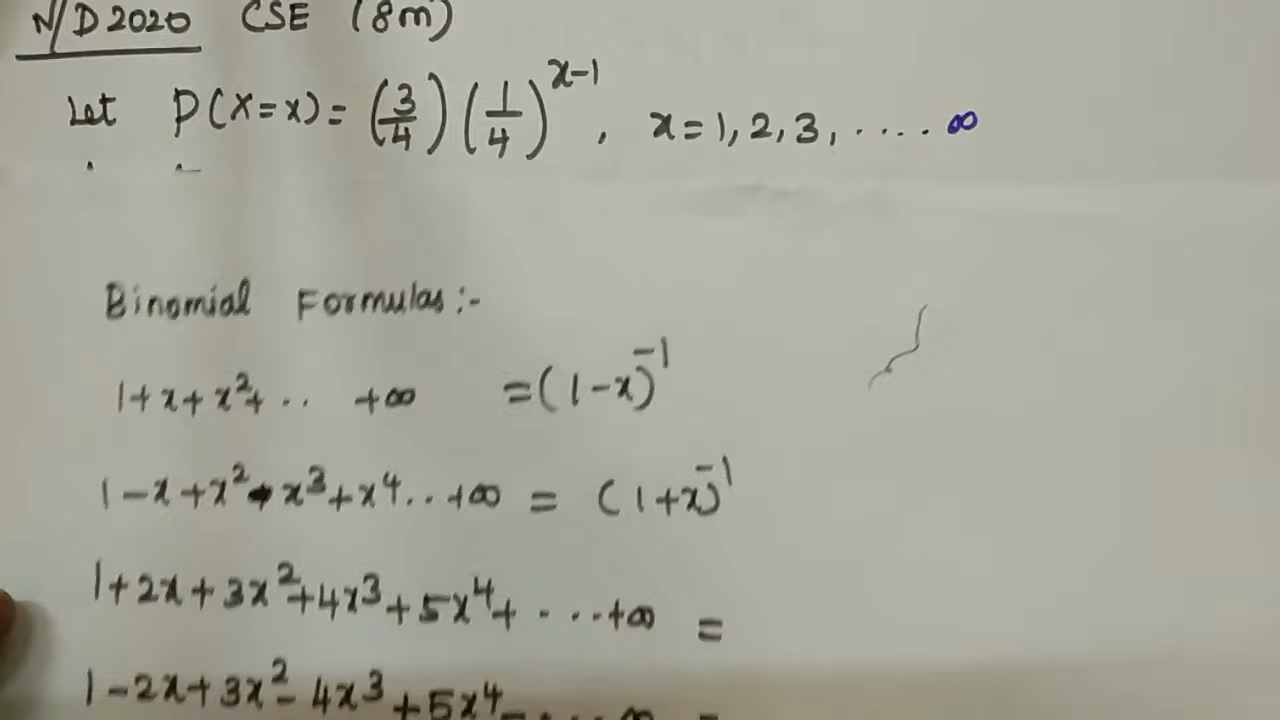 N/D 2020 CSE (8m)
Let P(X=x) = (3/4) (1/4)^(x-1), x = 1, 2, 3, .... ∞
Binomial Formulas:-
1+x+x²+.. +∞ = (1-x)⁻¹
1-x+x²-x³+x⁴..+∞ = (1+x)⁻¹
1+2x+3x²+4x³+5x⁴+....+∞ =
1-2x+3x²-4x³+5x⁴-....∞ =